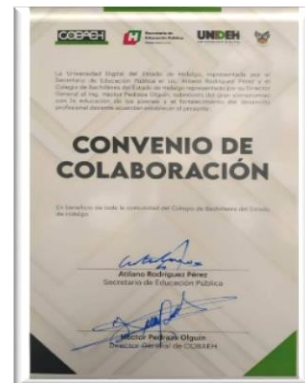 COBAEH
Secretaría de
Educación Pública
UNIDEH
La Universidad Digital del Estado de Hidalgo, representada por el
Secretario de Educación Pública el Lic. Atilano Rodríguez Pérez y el
Colegio de Bachilleres del Estado de Hidalgo representado por su Director
General el Ing. Héctor Pedraza Olguín, sabedores del gran compromiso
con la educación de los jóvenes y el fortalecimiento del desarrollo
profesional docente acuerdan establecer el presente:
CONVENIO DE
COLABORACIÓN
En beneficio de toda la comunidad del Colegio de Bachilleres del Estado
de Hidalgo.
Atilano Rodríguez Pérez
Secretaría de Educación Pública
Héctor Pedraza Olguín
Director General de COBAEH